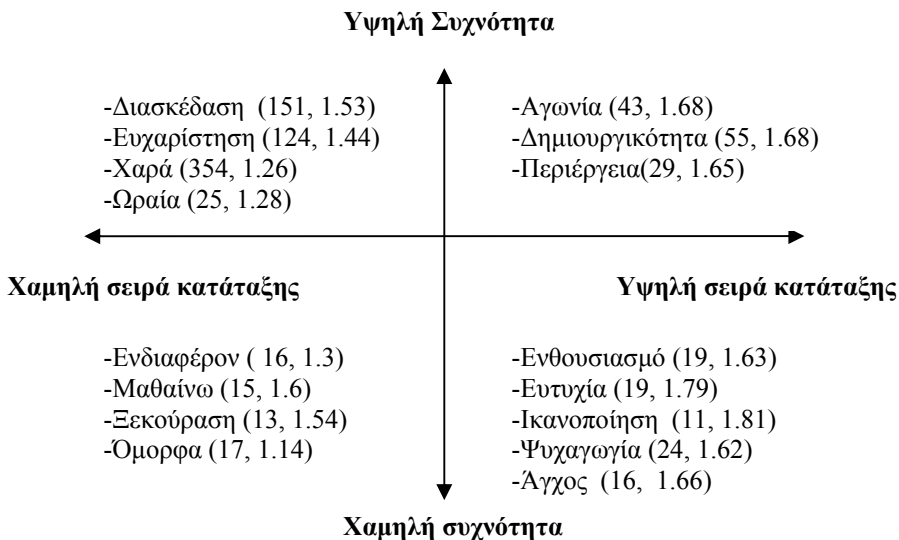 Υψηλή Συχνότητα
-Διασκέδαση (151, 1.53)
-Ευχαρίστηση (124, 1.44)
-Χαρά (354, 1.26)
-Ωραία (25, 1.28)
-Αγωνία (43, 1.68)
-Δημιουργικότητα (55, 1.68)
-Περιέργεια(29, 1.65)
Χαμηλή σειρά κατάταξης
Υψηλή σειρά κατάταξης
-Ενδιαφέρον ( 16, 1.3)
-Μαθαίνω (15, 1.6)
-Ξεκούραση (13, 1.54)
-Όμορφα (17, 1.14)
-Ενθουσιασμό (19, 1.63)
-Ευτυχία (19, 1.79)
-Ικανοποίηση (11, 1.81)
-Ψυχαγωγία (24, 1.62)
-Άγχος (16, 1.66)
Χαμηλή συχνότητα